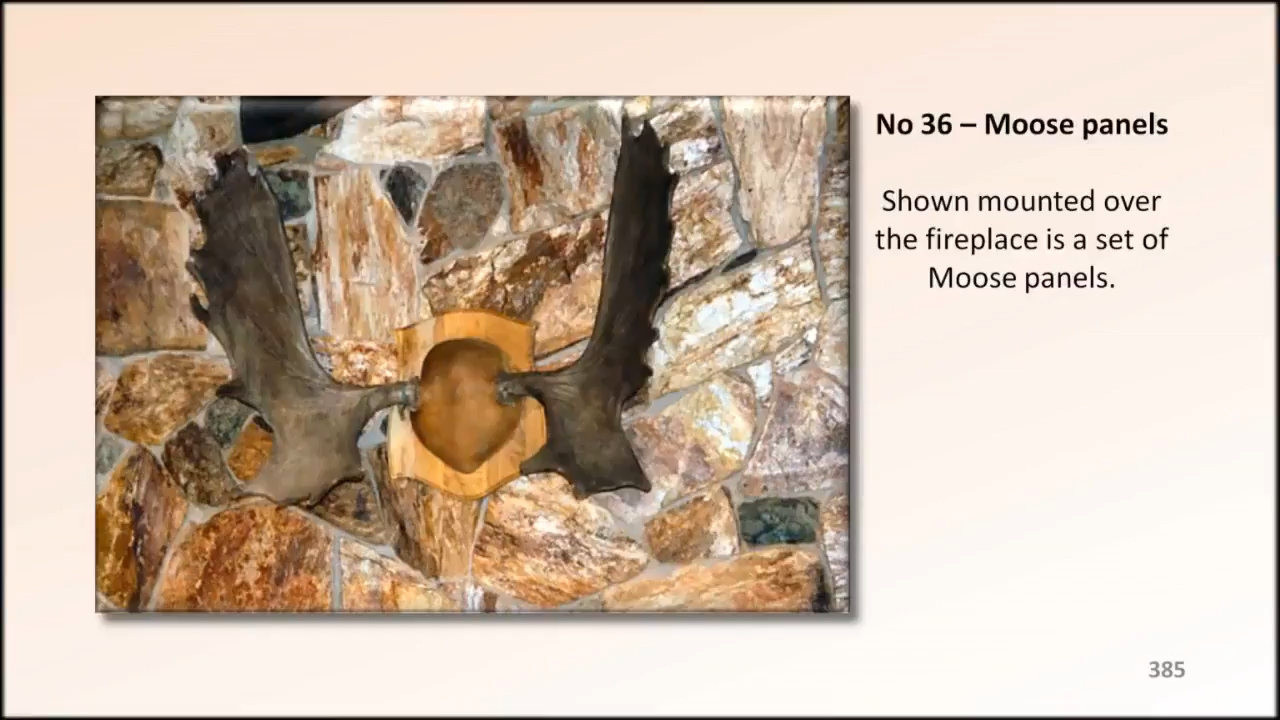 No 36 – Moose panels
Shown mounted over
the fireplace is a set of
Moose panels.
385